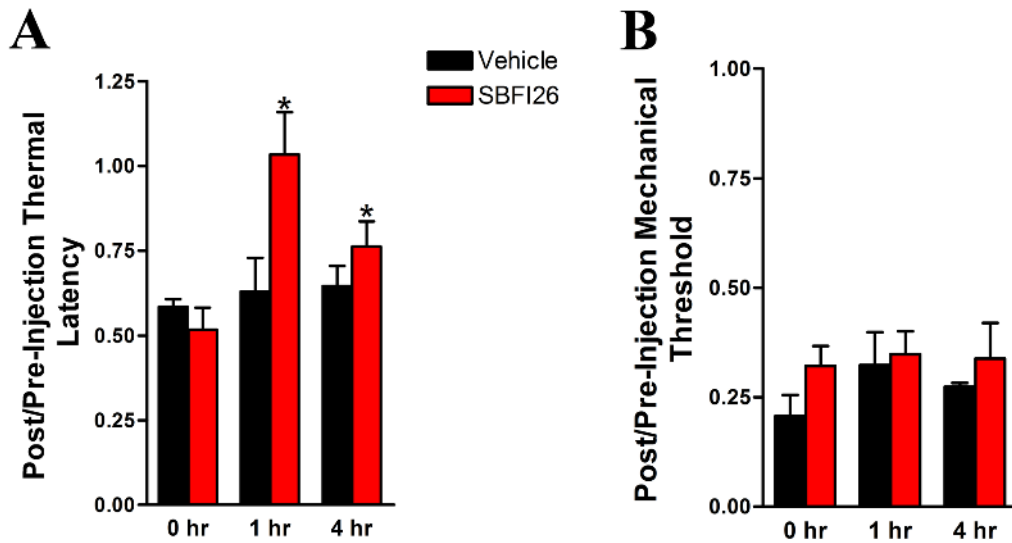 A
Vehicle
SBFI26
Post/Pre-Injection Thermal
Latency
1.25
1.00
0.75
0.50
0.25
0.00
*
*
0 hr 1 hr 4 hr
B
Post/Pre-Injection Mechanical
Threshold
1.00
0.75
0.50
0.25
0.00
0 hr 1 hr 4 hr